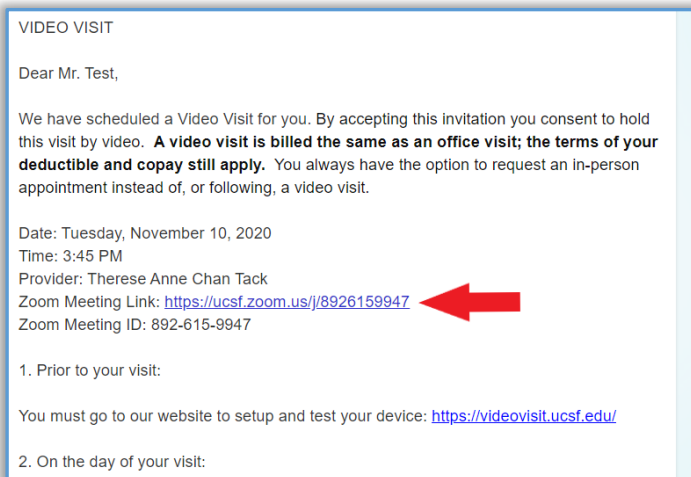 VIDEO VISIT
Dear Mr. Test,
We have scheduled a Video Visit for you. By accepting this invitation you consent to hold
this visit by video.  A video visit is billed the same as an office visit; the terms of your
deductible and copay still apply.  You always have the option to request an in-person
appointment instead of, or following, a video visit.
Date: Tuesday, November 10, 2020
Time: 3:45 PM
Provider: Therese Anne Chan Tack
Zoom Meeting Link: https://ucsf.zoom.us/j/8926159947
Zoom Meeting ID: 892-615-9947
1. Prior to your visit:
You must go to our website to setup and test your device: https://videovisit.ucsf.edu/
2. On the day of your visit: